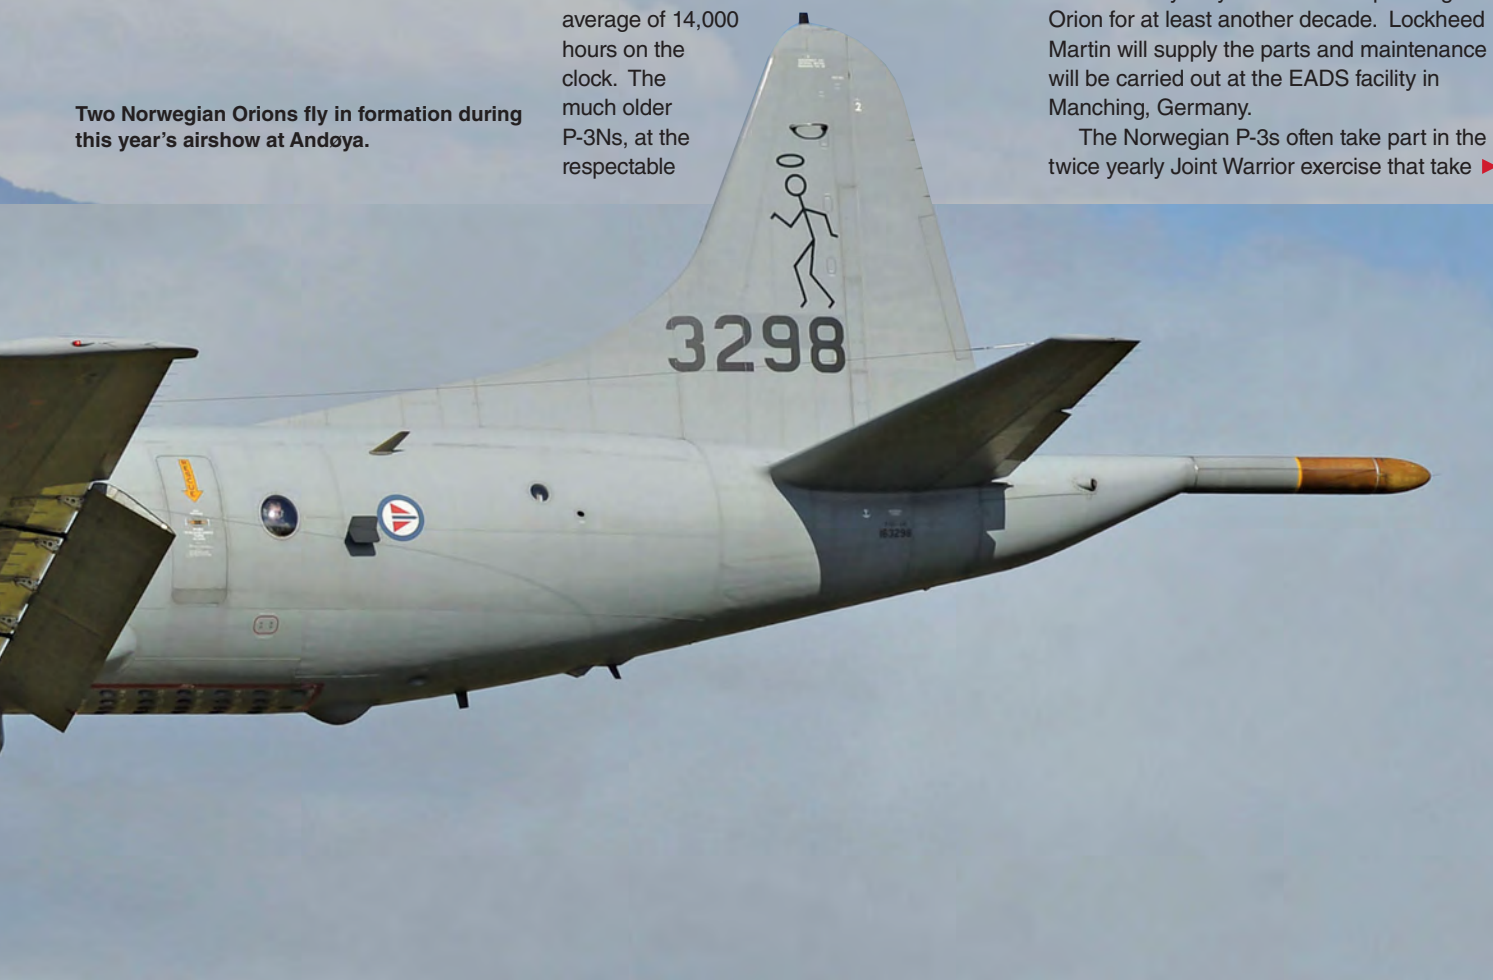 Two Norwegian Orions fly in formation during
this year's airshow at Andøya.
average of 14,000
hours on the
clock. The
much older
P-3Ns, at the
respectable
Orion for at least another decade. Lockheed
Martin will supply the parts and maintenance
will be carried out at the EADS facility in
Manching, Germany.
The Norwegian P-3s often take part in the
twice yearly Joint Warrior exercise that take
2
3298
RESCUE
163298